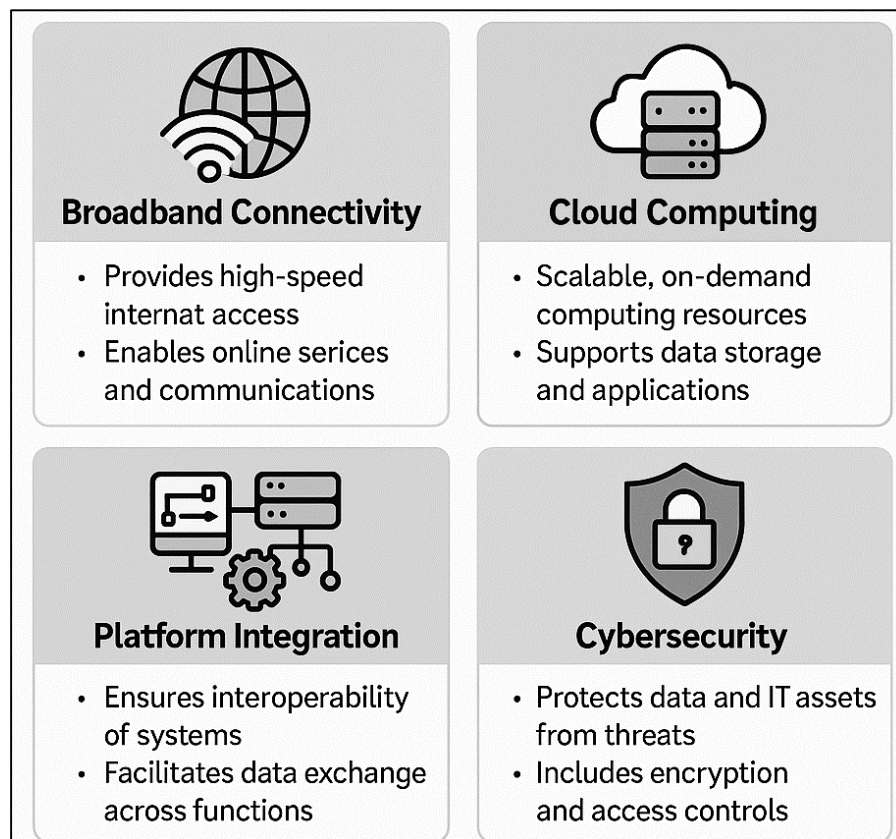 Broadband Connectivity
• Provides high-speed
internat access
• Enables online serices
and communications
Cloud Computing
• Scalable, on-demand
computing resources
• Supports data storage
and applications
Platform Integration
• Ensures interoperability
of systems
• Facilitates data exchange
across functions
Cybersecurity
• Protects data and IT assets
from threats
• Includes encryption
and access controls